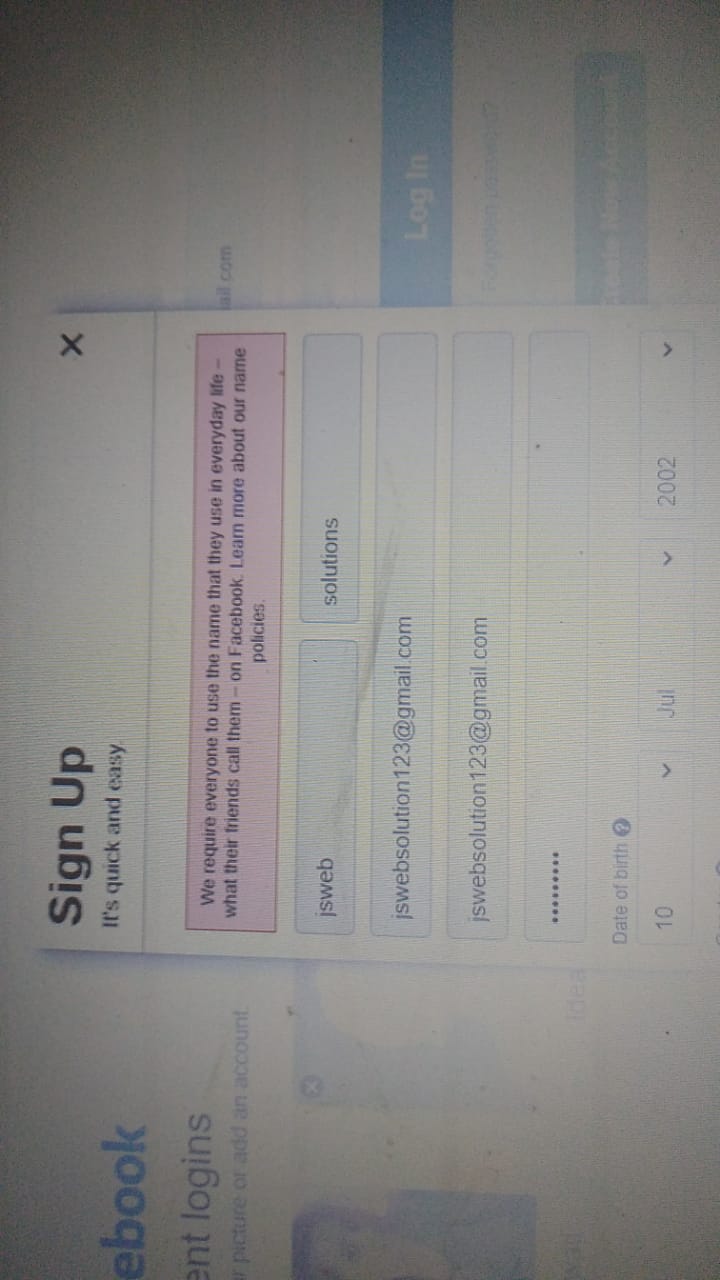 Sign Up
It's quick and easy.
ebook
ent logins
r picture or add an account.
We require everyone to use the name that they use in everyday life –
what their friends call them – on Facebook. Learn more about our name
policies.
ail.com
jsweb
solutions
jswebsolution123@gmail.com
Log In
jswebsolution123@gmail.com
Forgotten password?
•••••••••
Idea
Create New Account
Date of birth
10
Jul
2002